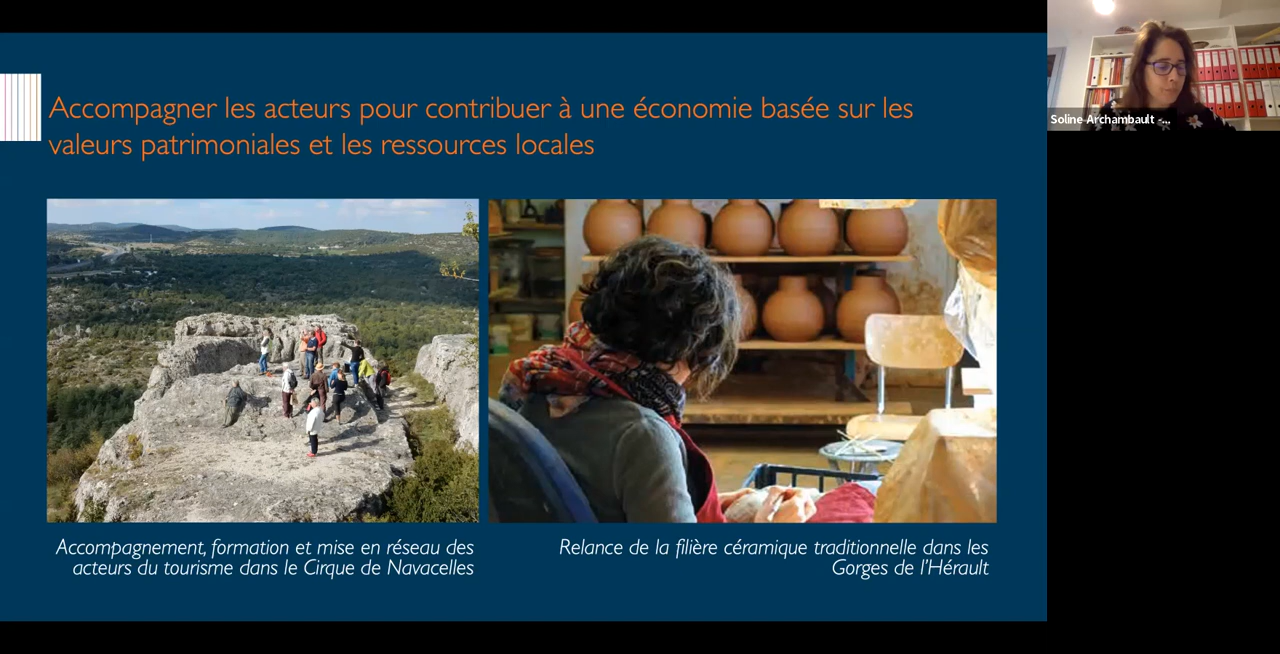 Accompagner les acteurs pour contribuer à une économie basée sur les
valeurs patrimoniales et les ressources locales
Soline Archambault -...
Accompagnement, formation et mise en réseau des
acteurs du tourisme dans le Cirque de Navacelles
Relance de la filière céramique traditionnelle dans les
Gorges de l'Hérault